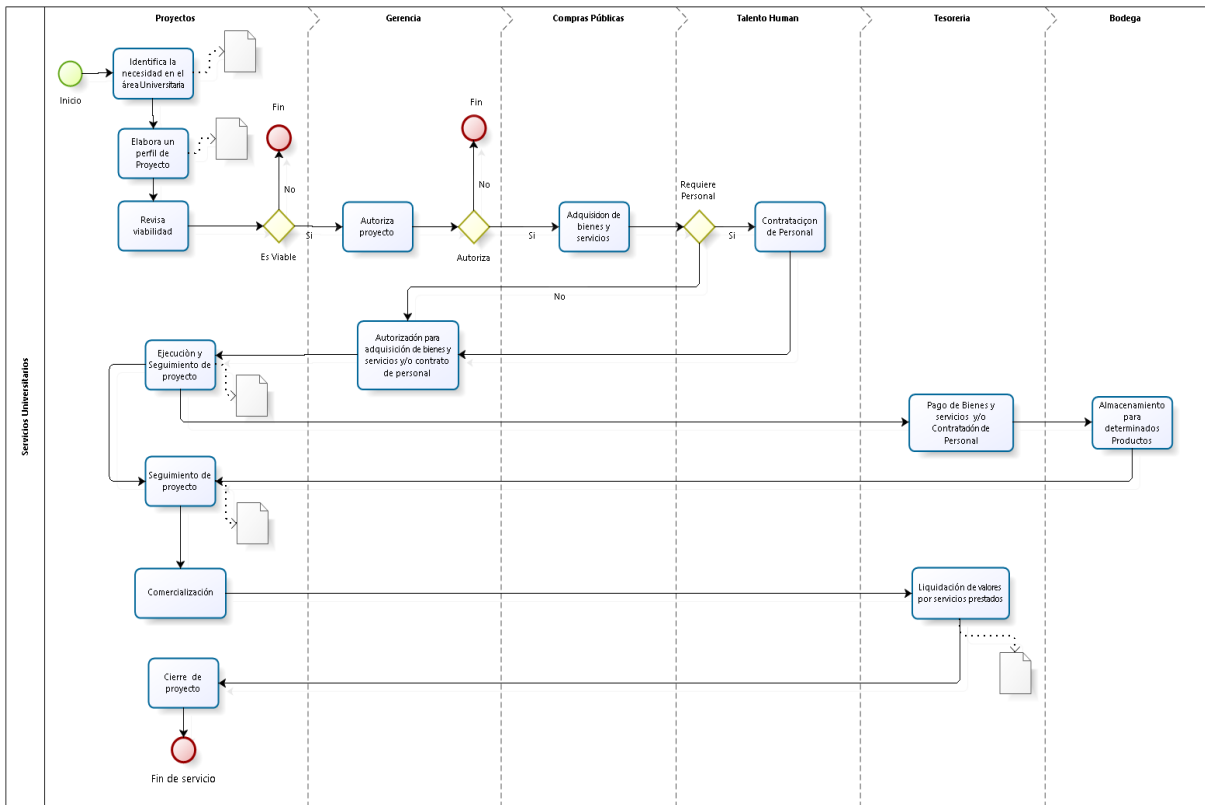 Proyectos
Gerencia
Compras Públicas
Talento Human
Tesoreria
Bodega
Servicios Universitarios
Inicio
Identifica la
necesidad en el
área Universitaria
Elabora un
perfil de
Proyecto
Revisa
viabilidad
Fin
No
Es Viable
Si
Autoriza
proyecto
Fin
No
Autoriza
Si
Adquisicion de
bienes y
servicios
Requiere
Personal
Si
No
Contrataciçon
de Personal
Autorización para
adquisición de bienes y
servicios y/o contrato
de personal
Ejecuciòn y
Seguimiento de
proyecto
Pago de Bienes y
servicios y/o
Contratación de
Personal
Almacenamiento
para
determinados
Productos
Seguimiento de
proyecto
Comercialización
Liquidación de valores
por servicios prestados
Cierre de
proyecto
Fin de servicio